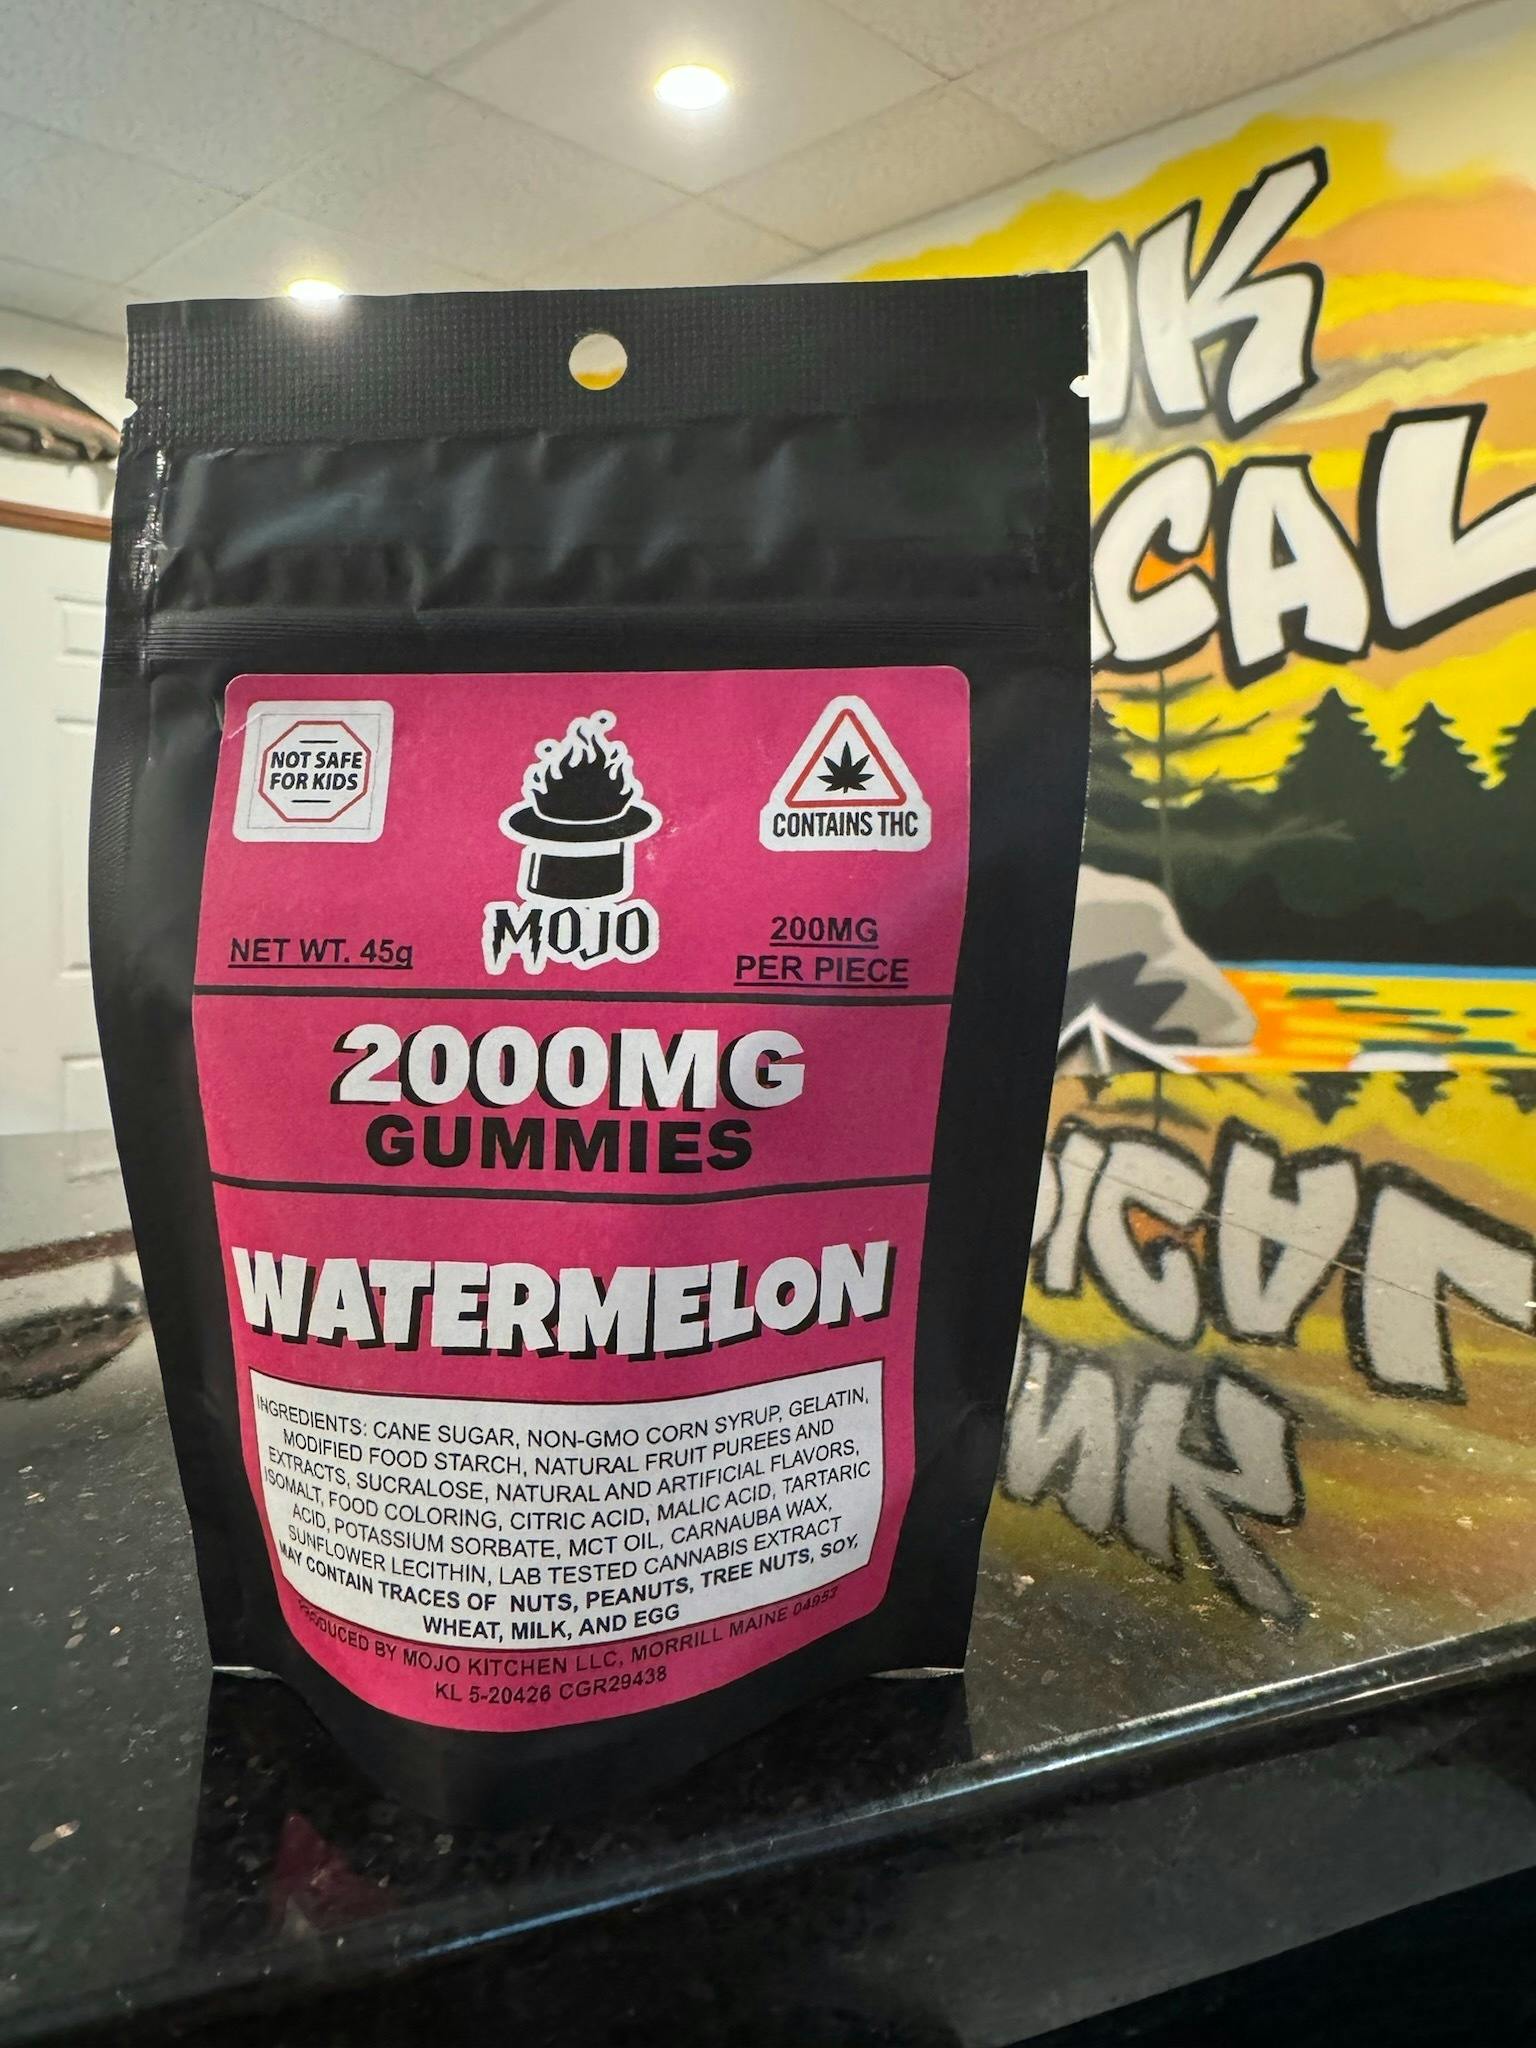 NOT SAFE
FOR KIDS
CONTAINS THC
MOJO
NET WT. 45g
200MG
PER PIECE
2000MG
GUMMIES
WATERMELON
INGREDIENTS: CANE SUGAR, NON-GMO CORN SYRUP, GELATIN,
MODIFIED FOOD STARCH, NATURAL FRUIT PUREES AND
EXTRACTS, SUCRALOSE, NATURAL AND ARTIFICIAL FLAVORS,
ISOMALT, FOOD COLORING, CITRIC ACID, MALIC ACID, TARTARIC
ACID, POTASSIUM SORBATE, MCT OIL, CARNAUBA WAX,
SUNFLOWER LECITHIN, LAB TESTED CANNABIS EXTRACT
MAY CONTAIN TRACES OF NUTS, PEANUTS, TREE NUTS, SOY,
WHEAT, MILK, AND EGG
PRODUCED BY MOJO KITCHEN LLC, MORRILL MAINE 04953
KL 5-20426 CGR29438
NK
CAL